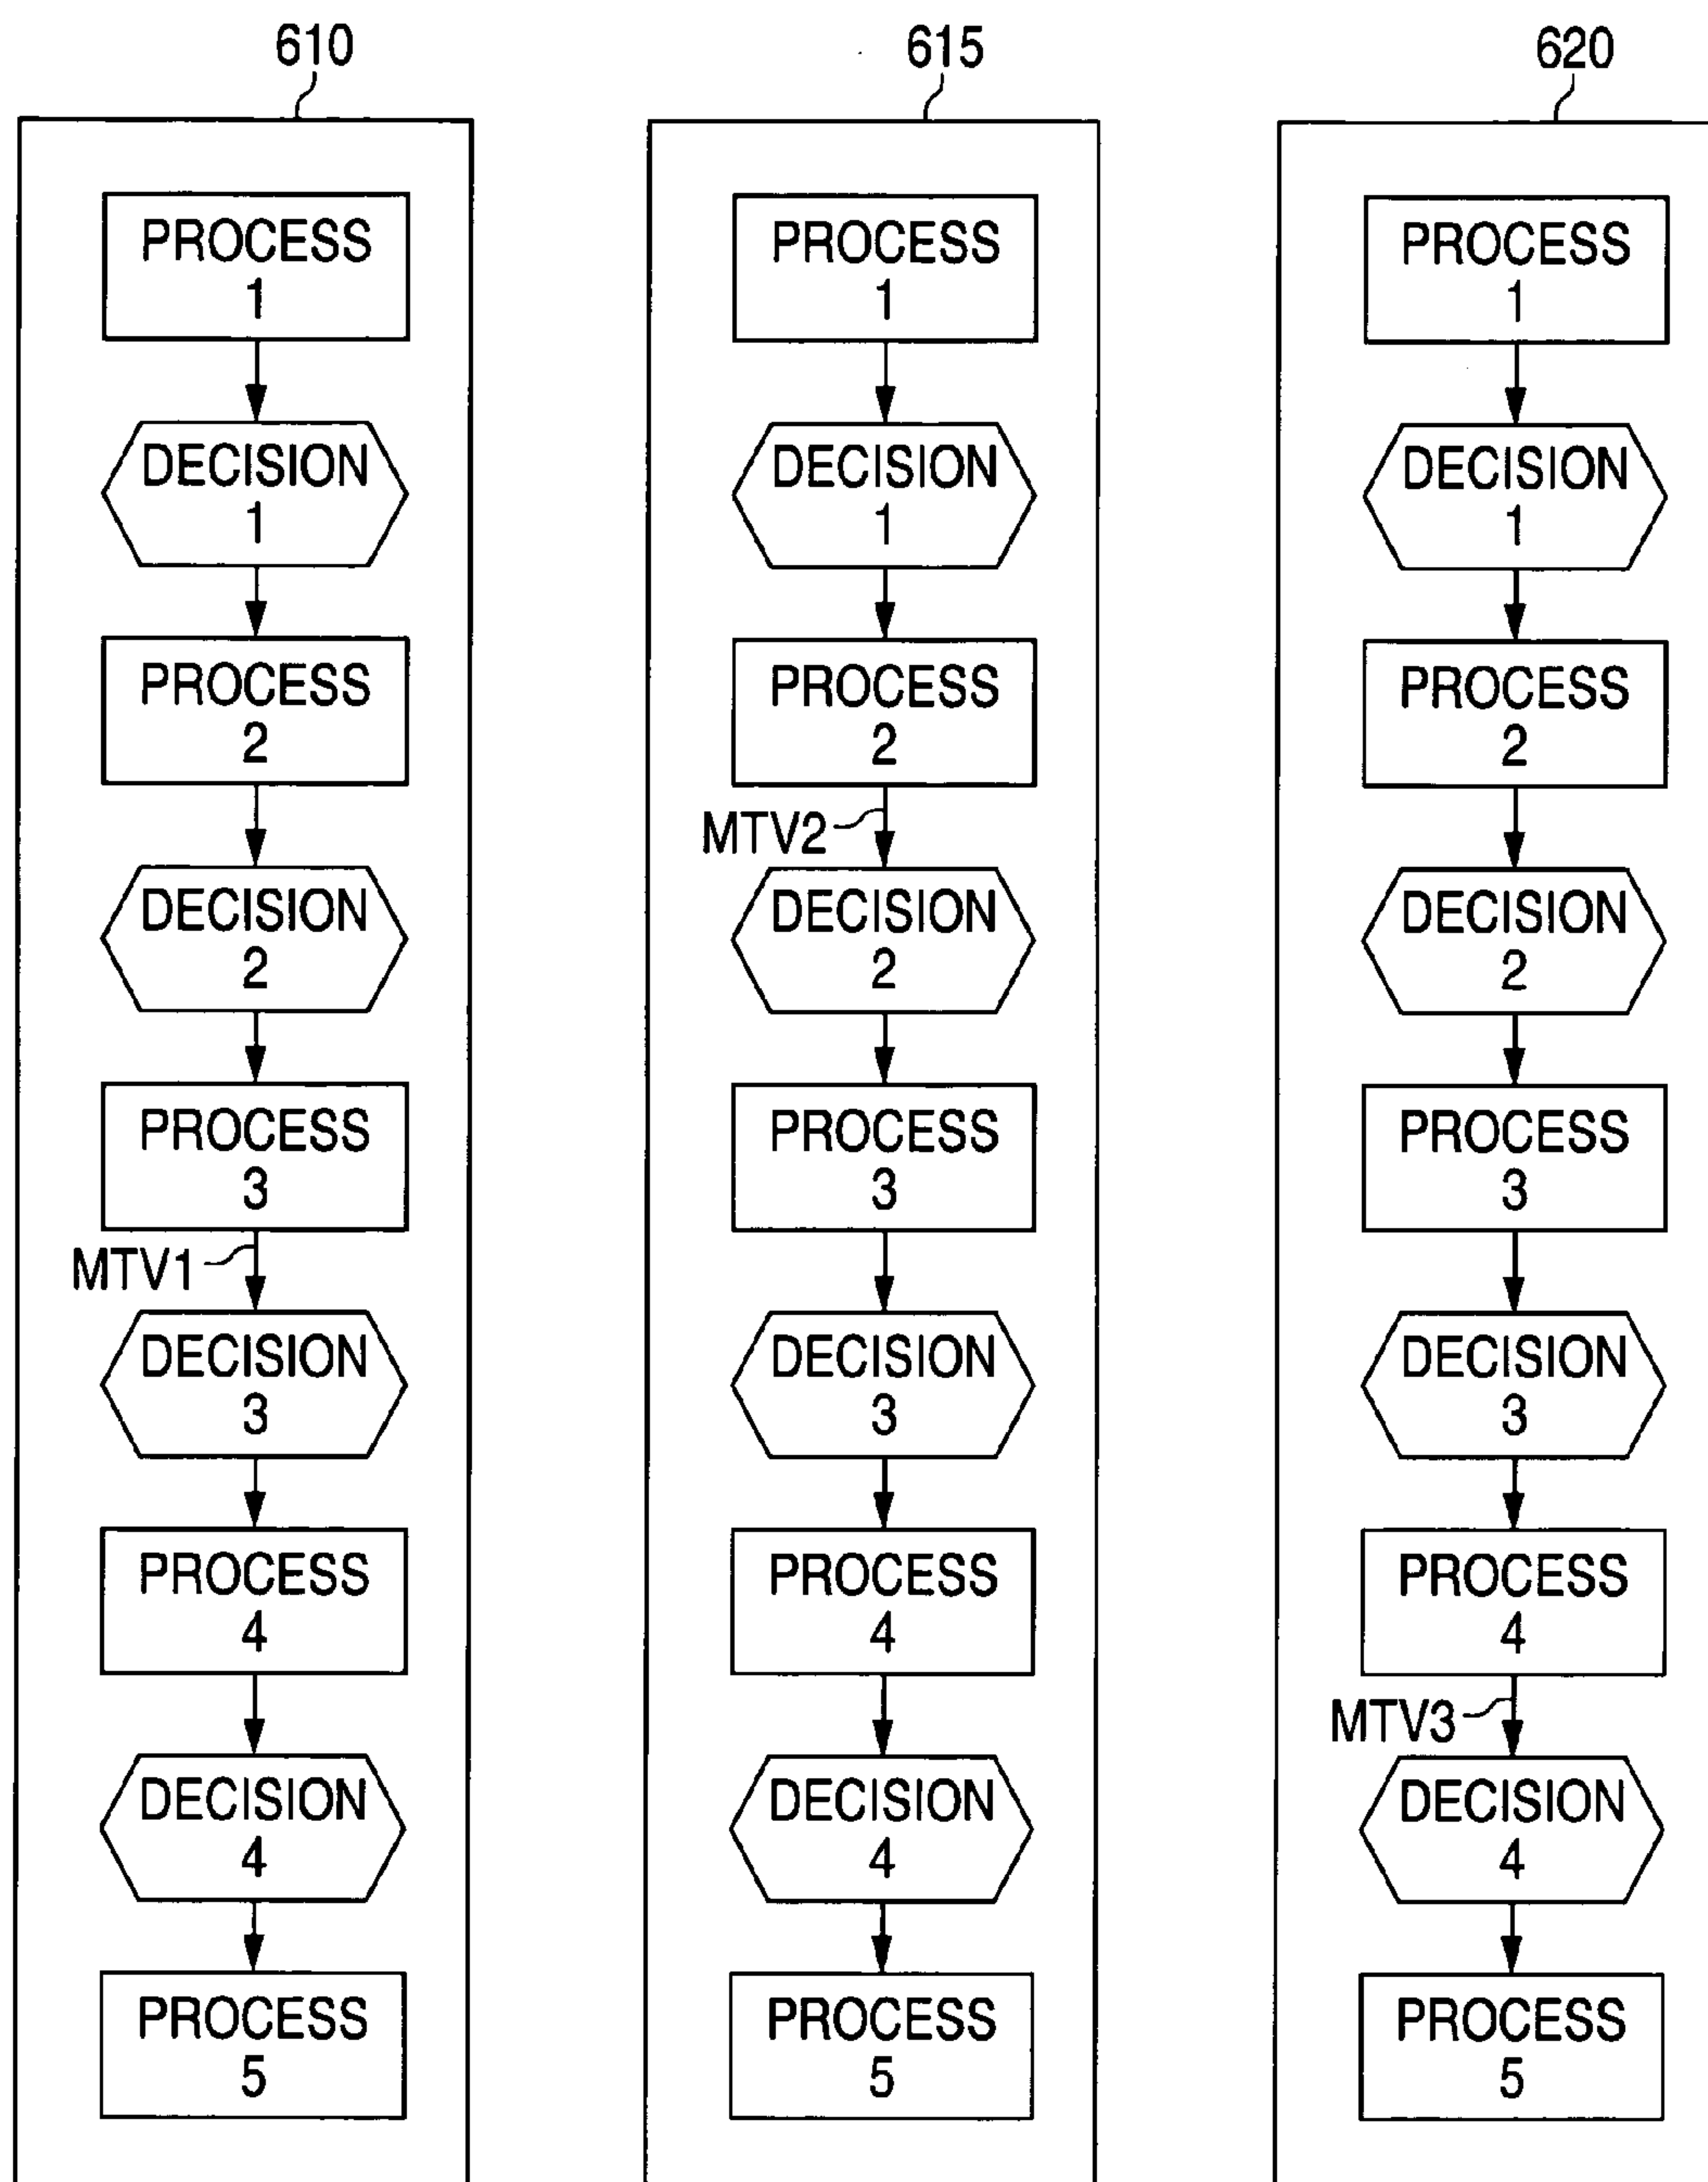 610
PROCESS
1
DECISION
1
PROCESS
2
DECISION
2
PROCESS
3
MTV1
DECISION
3
PROCESS
4
DECISION
4
PROCESS
5
615
PROCESS
1
DECISION
1
PROCESS
2
MTV2
DECISION
2
PROCESS
3
DECISION
3
PROCESS
4
DECISION
4
PROCESS
5
620
PROCESS
1
DECISION
1
PROCESS
2
DECISION
2
PROCESS
3
DECISION
3
PROCESS
4
MTV3
DECISION
4
PROCESS
5